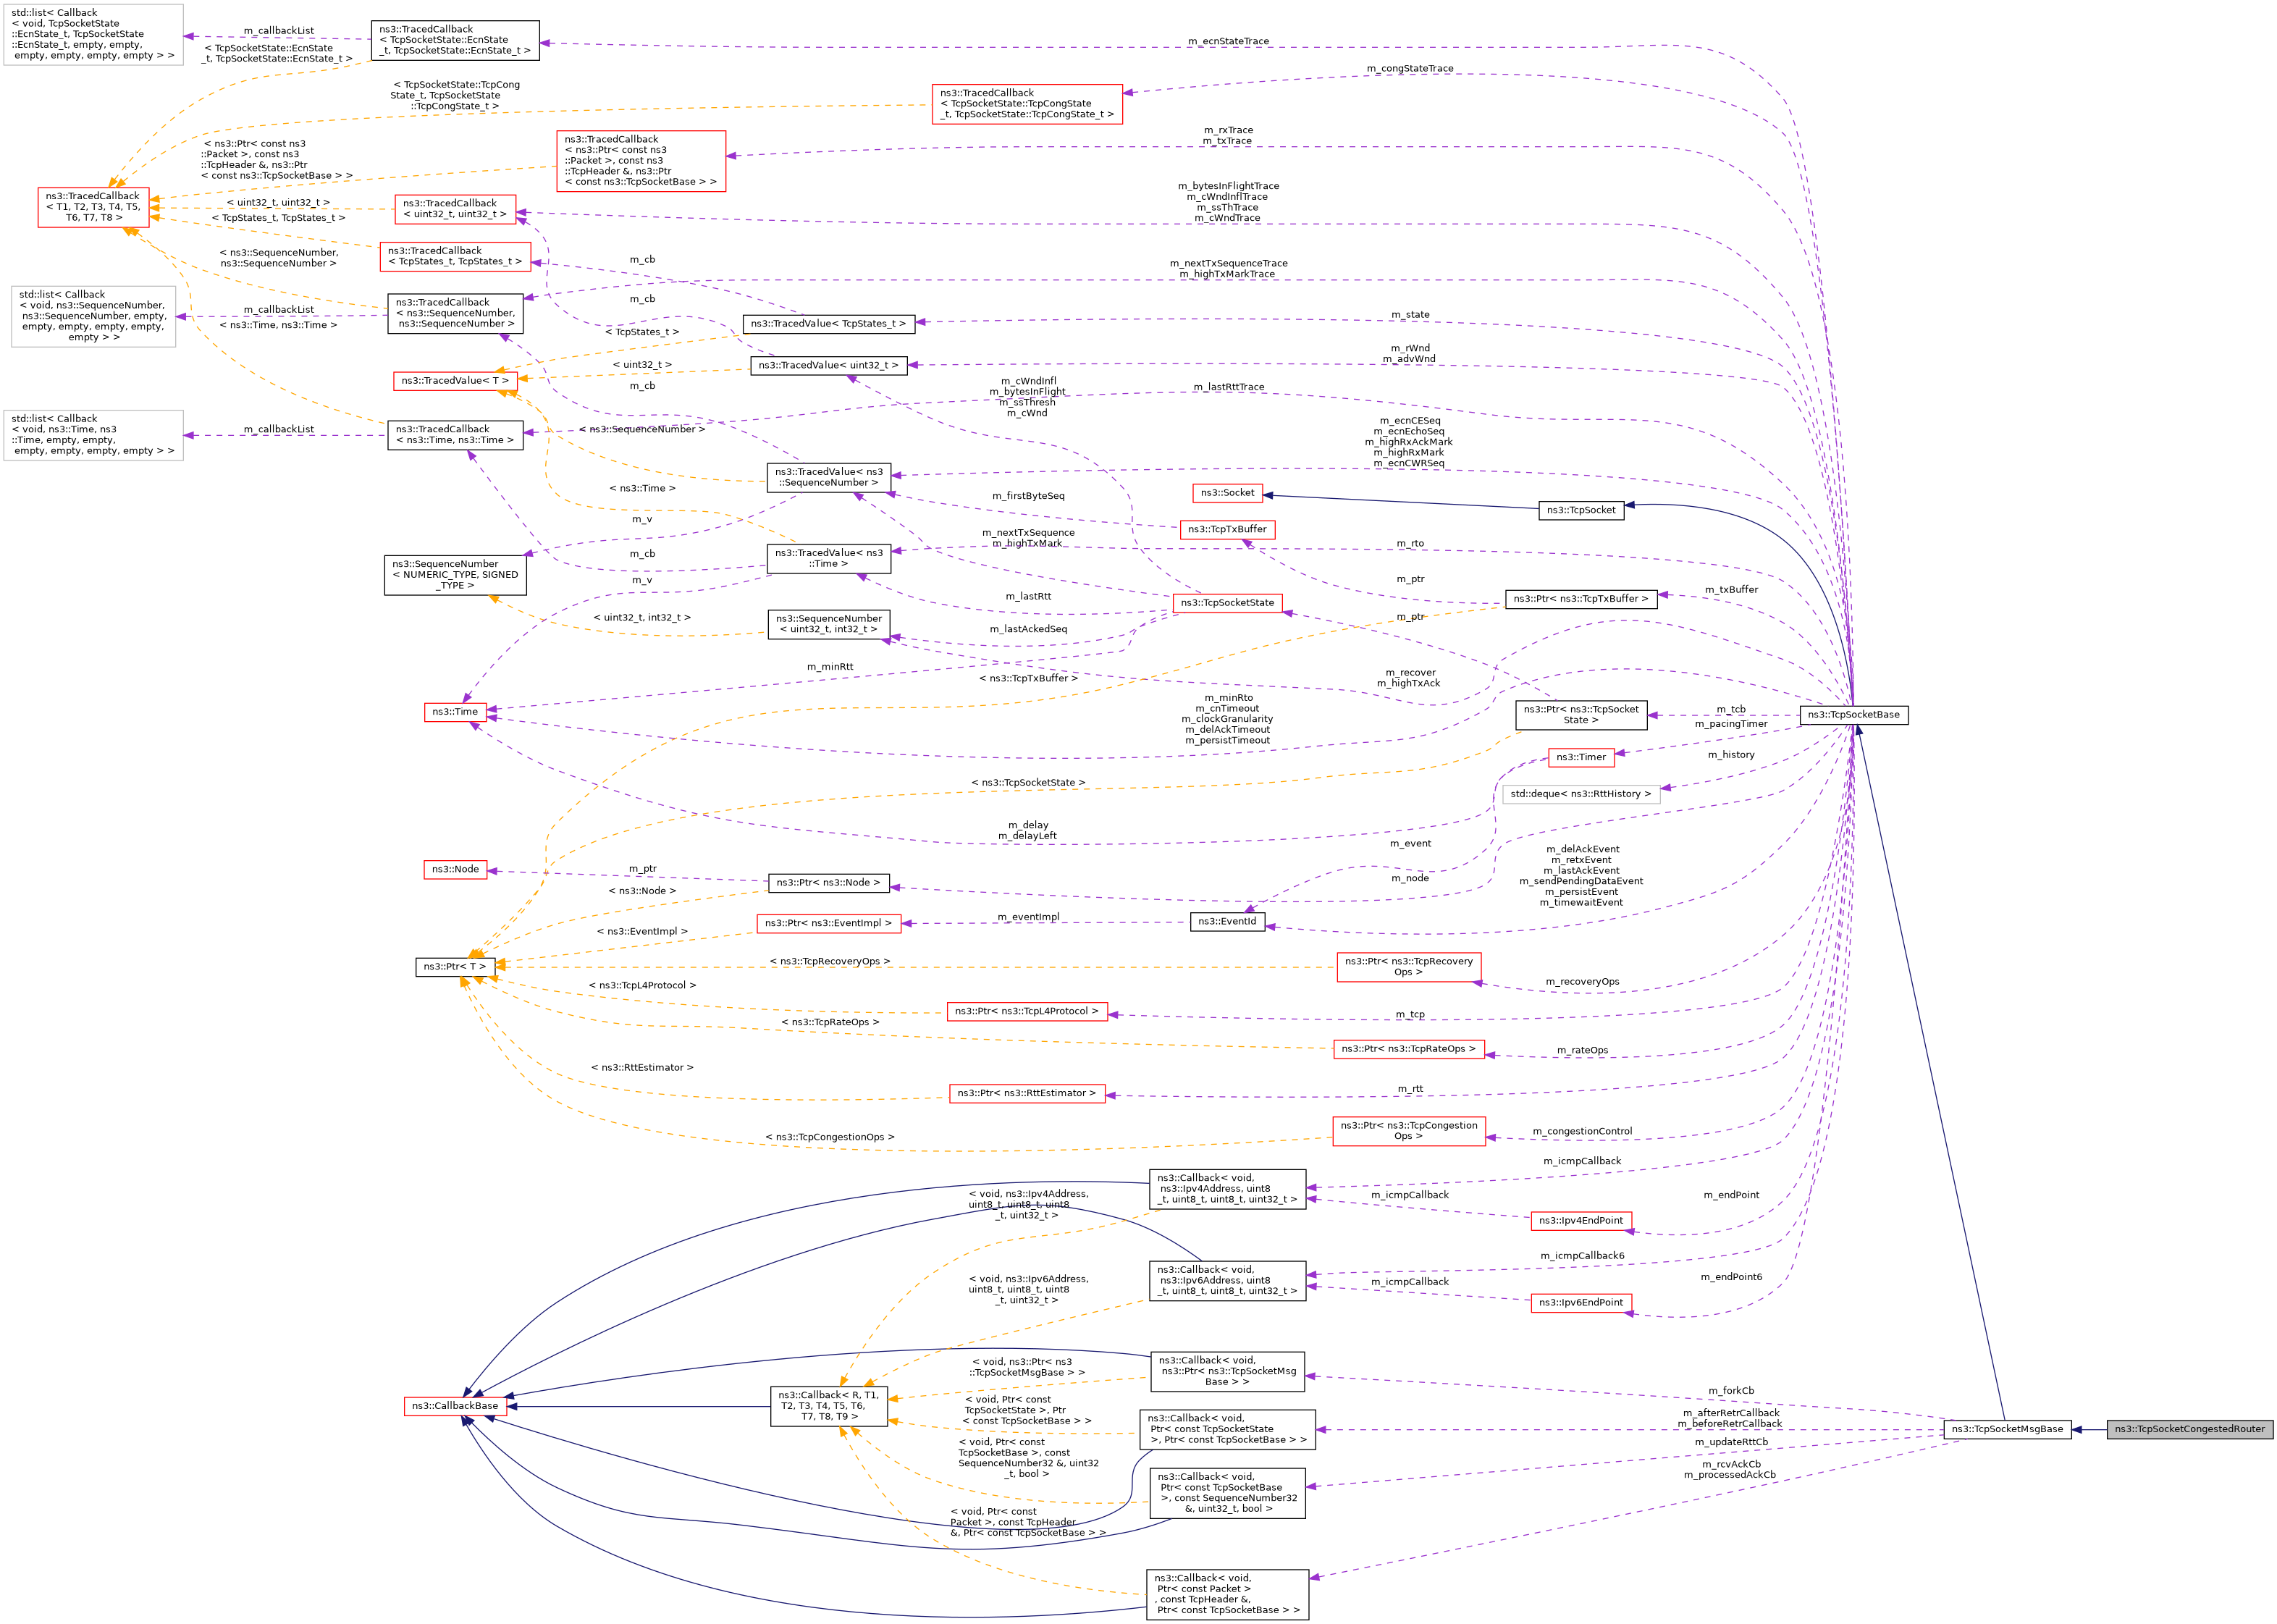 std::list< Callback
< void, TcpSocketState
::EcnState_t, TcpSocketState
::EcnState_t, empty, empty,
empty, empty, empty, empty > >
m_callbackList
ns3::TracedCallback
< TcpSocketState::EcnState
_t, TcpSocketState::EcnState_t >
< TcpSocketState::EcnState
_t, TcpSocketState::EcnState_t >
m_ecnStateTrace
m_congStateTrace
< TcpSocketState::TcpCong
State_t, TcpSocketState
::TcpCongState_t >
ns3::TracedCallback
< TcpSocketState::TcpCongState
_t, TcpSocketState::TcpCongState_t >
m_rxTrace
m_txTrace
< ns3::Ptr< const ns3
::Packet >, const ns3
::TcpHeader &, ns3::Ptr
< const ns3::TcpSocketBase > >
ns3::TracedCallback
< ns3::Ptr< const ns3
::Packet >, const ns3
::TcpHeader &, ns3::Ptr
< const ns3::TcpSocketBase > >
ns3::TracedCallback
< T1, T2, T3, T4, T5,
T6, T7, T8 >
< uint32_t, uint32_t >
ns3::TracedCallback
< uint32_t, uint32_t >
m_bytesInFlightTrace
m_cWndInflTrace
m_ssThTrace
m_cWndTrace
< TcpStates_t, TcpStates_t >
ns3::TracedCallback
< TcpStates_t, TcpStates_t >
m_cb
< ns3::SequenceNumber,
ns3::SequenceNumber >
m_nextTxSequenceTrace
m_highTxMarkTrace
std::list< Callback
< void, ns3::SequenceNumber,
ns3::SequenceNumber, empty,
empty, empty, empty, empty,
empty > >
m_callbackList
ns3::TracedCallback
< ns3::SequenceNumber,
ns3::SequenceNumber >
m_cb
< ns3::Time, ns3::Time >
< TcpStates_t >
ns3::TracedValue< TcpStates_t >
m_state
ns3::TracedValue< T >
< uint32_t >
ns3::TracedValue< uint32_t >
m_rWnd
m_advWnd
m_cb
m_cWndInfl
m_bytesInFlight
m_ssThresh
m_cWnd
m_lastRttTrace
std::list< Callback
< void, ns3::Time, ns3
::Time, empty, empty,
empty, empty, empty, empty > >
m_callbackList
ns3::TracedCallback
< ns3::Time, ns3::Time >
< ns3::SequenceNumber >
m_ecnCESeq
m_ecnEchoSeq
m_highRxAckMark
m_highRxMark
m_ecnCWRSeq
ns3::TracedValue< ns3
::SequenceNumber >
< ns3::Time >
m_firstByteSeq
ns3::Socket
ns3::TcpSocket
m_v
m_nextTxSequence
m_highTxMark
ns3::TcpTxBuffer
m_rto
m_cb
ns3::TracedValue< ns3
::Time >
ns3::SequenceNumber
< NUMERIC_TYPE, SIGNED
_TYPE >
m_v
m_lastRtt
m_ptr
ns3::TcpSocketState
ns3::Ptr< ns3::TcpTxBuffer >
m_txBuffer
< uint32_t, int32_t >
ns3::SequenceNumber
< uint32_t, int32_t >
m_lastAckedSeq
m_ptr
m_minRtt
< ns3::TcpTxBuffer >
m_recover
m_highTxAck
ns3::Time
m_minRto
m_cnTimeout
m_clockGranularity
m_delAckTimeout
m_persistTimeout
ns3::Ptr< ns3::TcpSocket
State >
m_tcb
ns3::TcpSocketBase
m_pacingTimer
ns3::Timer
m_history
< ns3::TcpSocketState >
std::deque< ns3::RttHistory >
m_delay
m_delayLeft
m_event
m_delAckEvent
m_retxEvent
m_lastAckEvent
m_sendPendingDataEvent
m_persistEvent
m_timewaitEvent
ns3::Node
m_ptr
ns3::Ptr< ns3::Node >
m_node
< ns3::Node >
ns3::Ptr< ns3::EventImpl >
m_eventImpl
ns3::EventId
< ns3::EventImpl >
ns3::Ptr< T >
< ns3::TcpRecoveryOps >
ns3::Ptr< ns3::TcpRecovery
Ops >
m_recoveryOps
< ns3::TcpL4Protocol >
ns3::Ptr< ns3::TcpL4Protocol >
m_tcp
< ns3::TcpRateOps >
ns3::Ptr< ns3::TcpRateOps >
m_rateOps
< ns3::RttEstimator >
ns3::Ptr< ns3::RttEstimator >
m_rtt
< ns3::TcpCongestionOps >
ns3::Ptr< ns3::TcpCongestion
Ops >
m_congestionControl
ns3::Callback< void,
ns3::Ipv4Address, uint8
_t, uint8_t, uint8_t, uint32_t >
m_icmpCallback
< void, ns3::Ipv4Address,
uint8_t, uint8_t, uint8
_t, uint32_t >
m_icmpCallback
ns3::Ipv4EndPoint
m_endPoint
ns3::Callback< void,
ns3::Ipv6Address, uint8
_t, uint8_t, uint8_t, uint32_t >
m_icmpCallback6
< void, ns3::Ipv6Address,
uint8_t, uint8_t, uint8
_t, uint32_t >
m_icmpCallback
ns3::Ipv6EndPoint
m_endPoint6
< void, ns3::Ptr< ns3
::TcpSocketMsgBase > >
ns3::Callback< void,
ns3::Ptr< ns3::TcpSocketMsg
Base > >
m_forkCb
ns3::CallbackBase
ns3::Callback< R, T1,
T2, T3, T4, T5, T6,
T7, T8, T9 >
< void, Ptr< const
TcpSocketState >, Ptr
< const TcpSocketBase > >
ns3::Callback< void,
Ptr< const TcpSocketState
>, Ptr< const TcpSocketBase > >
m_afterRetrCallback
m_beforeRetrCallback
ns3::TcpSocketMsgBase
ns3::TcpSocketCongestedRouter
< void, Ptr< const
TcpSocketBase >, const
SequenceNumber32 &, uint32
_t, bool >
ns3::Callback< void,
Ptr< const TcpSocketBase
>, const SequenceNumber32
&, uint32_t, bool >
m_updateRttCb
m_rcvAckCb
m_processedAckCb
< void, Ptr< const
Packet >, const TcpHeader
&, Ptr< const TcpSocketBase > >
ns3::Callback< void,
Ptr< const Packet >
, const TcpHeader &,
Ptr< const TcpSocketBase > >